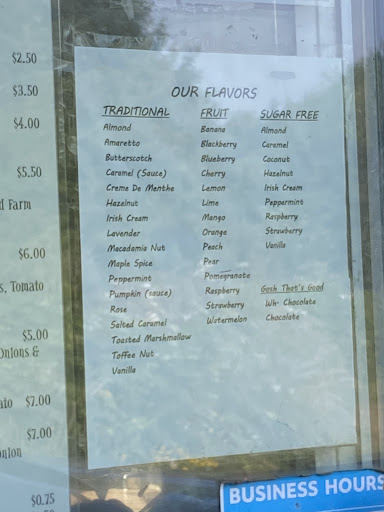 $2.50
$3.50
$4.00
$5.50
d Farm
$6.00
s, Tomato
$5.00
Onions &
ato $7.00
$7.00
nion
$0.75
OUR FLAVORS
TRADITIONAL
Almond
Amaretto
Butterscotch
Caramel (Sauce)
Creme De Menthe
Hazelnut
Irish Cream
Lavender
Macadamia Nut
Maple Spice
Peppermint
Pumpkin (sauce)
Rose
Salted Caramel
Toasted Marshmallow
Toffee Nut
Vanilla
FRUIT
Banana
Blackberry
Blueberry
Cherry
Lemon
Lime
Mango
Orange
Peach
Pear
Pomegranate
Raspberry
Strawberry
Watermelon
SUGAR FREE
Almond
Caramel
Coconut
Hazelnut
Irish Cream
Peppermint
Raspberry
Strawberry
Vanilla
Gosh That's Good
Wh- Chocolate
Chocolate
BUSINESS HOURS